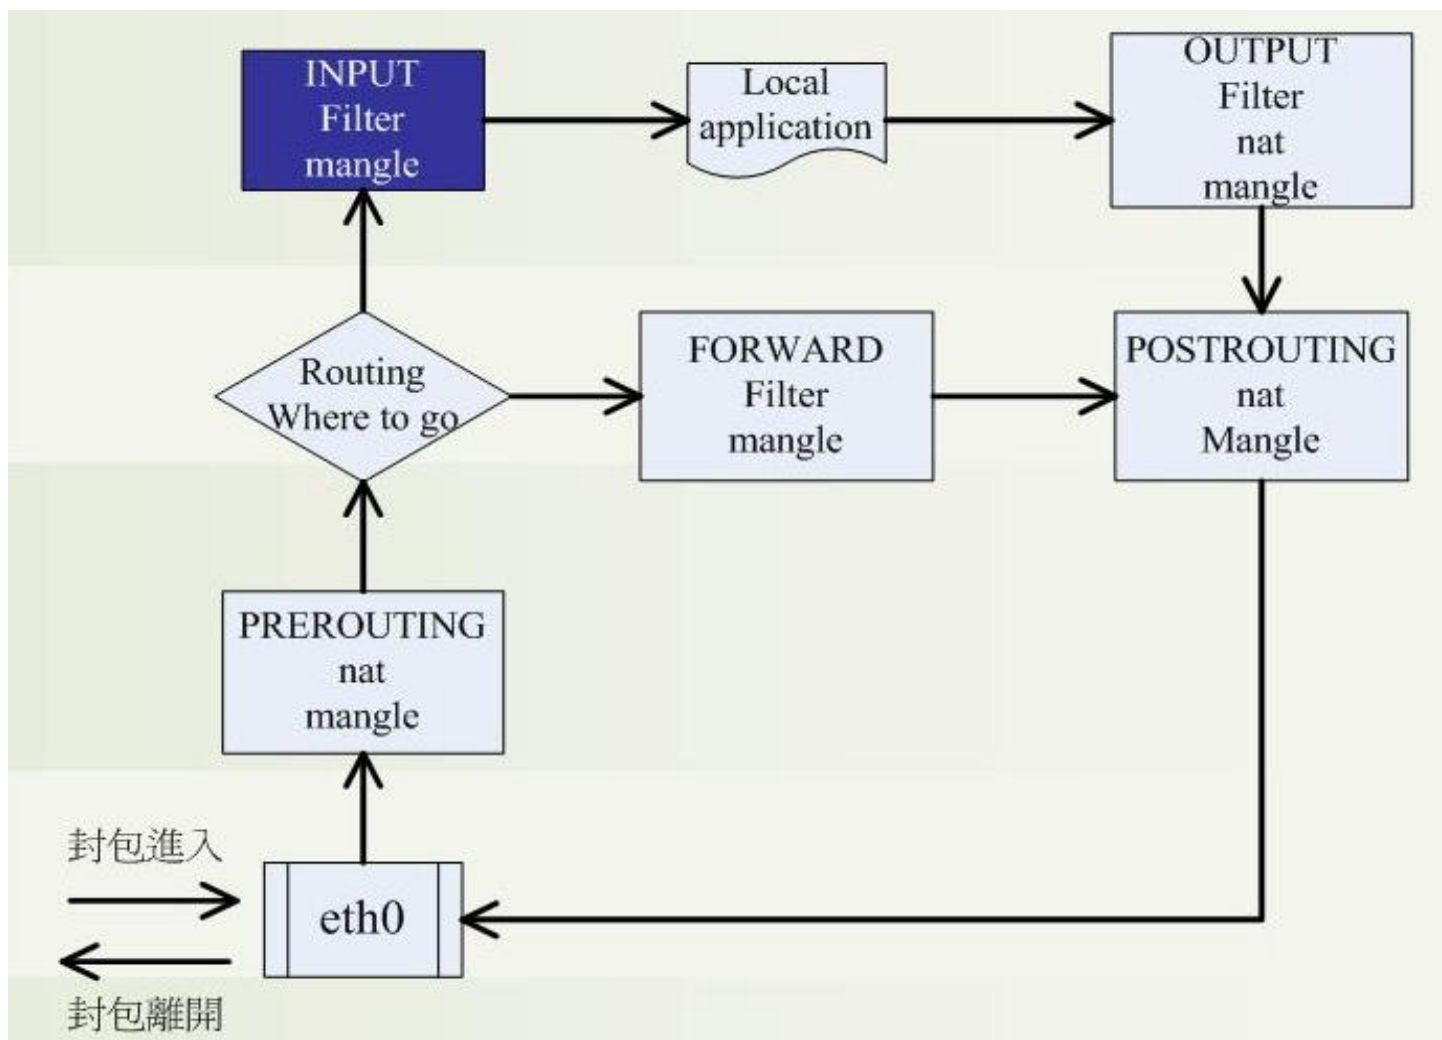 INPUT
Filter
mangle
Local
application
OUTPUT
Filter
nat
mangle
Routing
Where to go
FORWARD
Filter
mangle
POSTROUTING
nat
Mangle
PREROUTING
nat
mangle
封包進入
eth0
封包離開